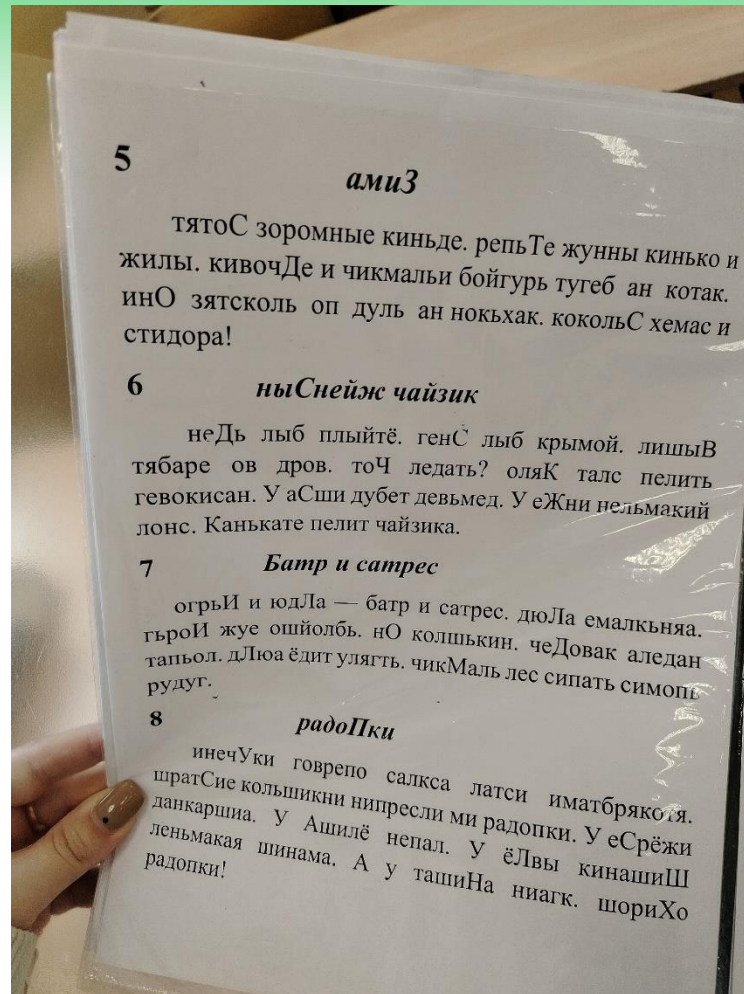 5
амиЗ
тятоС зоромные киньде. репьТе жунны кинько и
жилы. кивочДе и чикмальи бойгурь тугеб ан котак.
инО зятсколь оп дуль ан нокьхак. кокольС хемас и
стидора!
6
ныСнейж чайзик
неДь лыб плыйтё. генС лыб крымой. лишыВ
тябаре ов дров. тоЧ ледать? оляК талс пелить
гевокисан. У аСши дубет девьмед. У еЖни нельмакий
лонс. Канькате пелит чайзика.
7
Батр и сатрес
огрьИ и юдЛа — батр и сатрес. дюЛа емалкьняа.
гьроИ жуе ошйолбь. нО колшькин. чеДовак аледан
тапьол. дЛюа ёдит улягть. чикМаль лес сипать симопь
рудуг.
8
радоПки
инечУки говрепо салкса латси иматбрякотя.
шратСие кольшикни нипресли ми радопки. У еСрёжи
данкаршиа. У Ашилё непал. У ёЛвы кинашиШ
леньмакая шинама. А у ташиНа ниагк. шориХо
радопки!